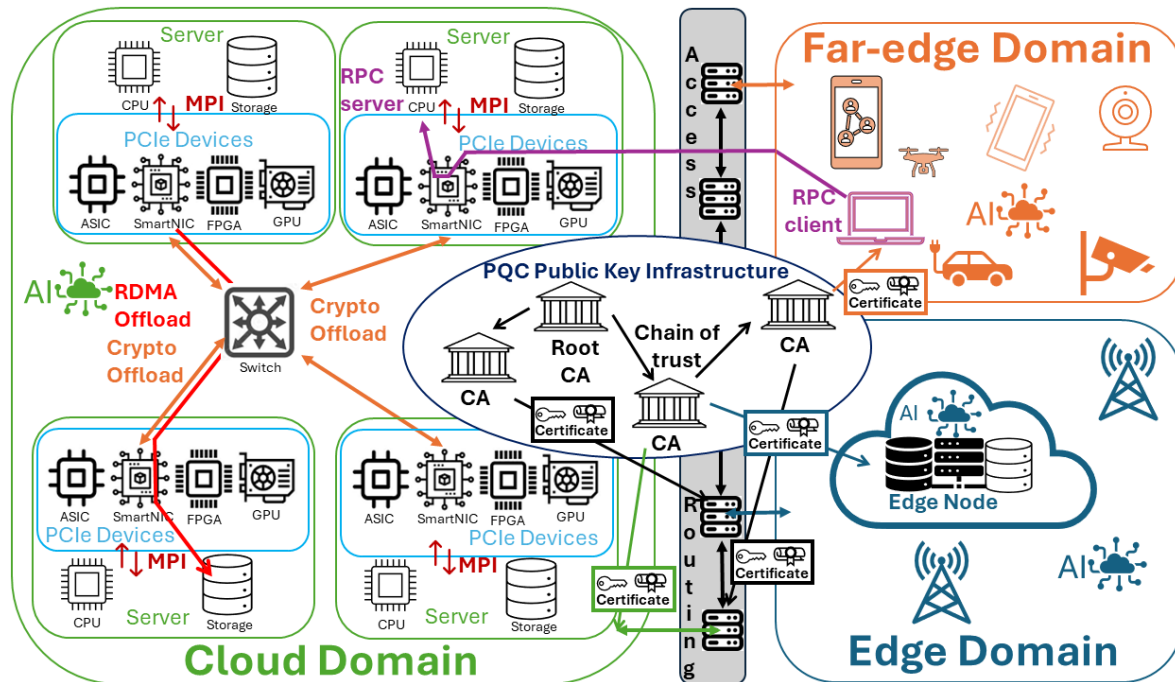 Server
CPU
Storage
MPI
PCIe Devices
ASIC
SmartNIC
FPGA
GPU
Server
RPC
server
CPU
Storage
MPI
PCIe Devices
ASIC
SmartNIC
FPGA
GPU
AI
RDMA
Offload
Crypto
Offload
Switch
Crypto
Offload
ASIC
SmartNIC
FPGA
GPU
PCIe Devices
MPI
CPU
Server
Storage
ASIC
SmartNIC
FPGA
GPU
PCIe Devices
MPI
CPU
Server
Storage
Cloud Domain
Access
Routing
PQC Public Key Infrastructure
Root
CA
CA
Chain of
trust
CA
CA
Certificate
Certificate
Certificate
Certificate
Certificate
Far-edge Domain
RPC
client
AI
AI
Edge Node
AI
Edge Domain